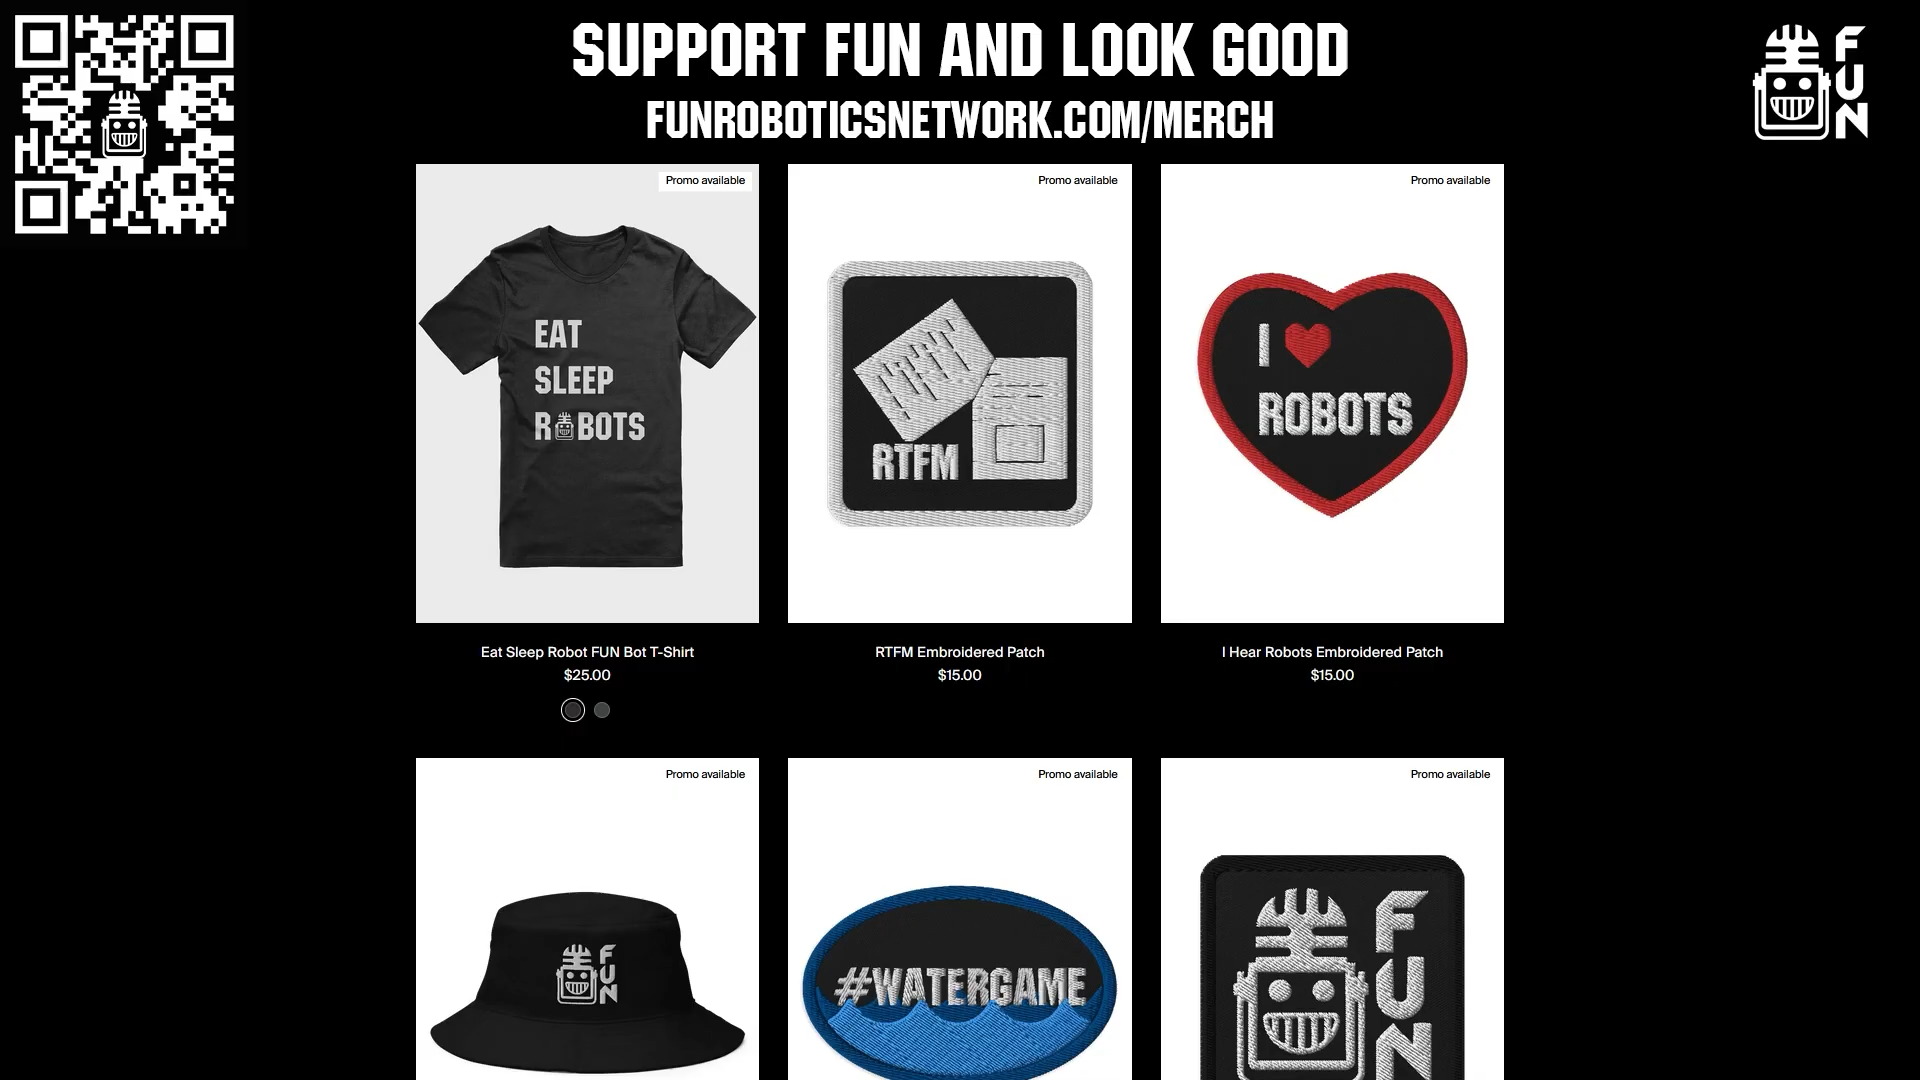 SUPPORT FUN AND LOOK GOOD
FUNROBOTICSNETWORK.COM/MERCH
FUN
Promo available
Promo available
Promo available
EAT
SLEEP
ROBOTS
RTFM
I
ROBOTS
Eat Sleep Robot FUN Bot T-Shirt
$25.00
RTFM Embroidered Patch
$15.00
I Hear Robots Embroidered Patch
$15.00
Promo available
Promo available
Promo available
FUN
#WATERGAME
FUN